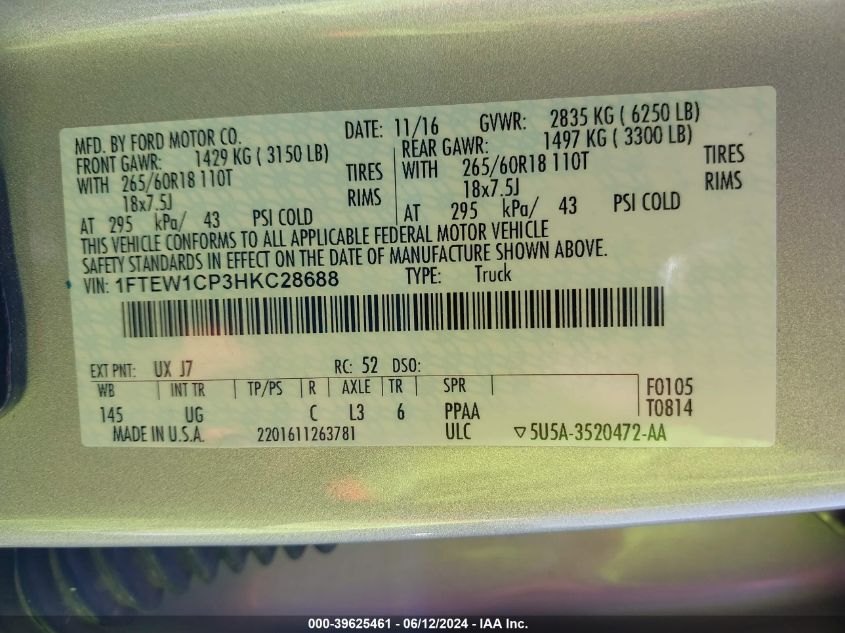 MFD. BY FORD MOTOR CO. DATE: 11/16 GVWR: 2835 KG ( 6250 LB)
FRONT GAWR: 1429 KG ( 3150 LB) REAR GAWR: 1497 KG ( 3300 LB)
WITH 265/60R18 110T TIRES WITH 265/60R18 110T TIRES
18x7.5J RIMS 18x7.5J RIMS
AT 295 kPa/ 43 PSI COLD AT 295 kPa/ 43 PSI COLD
THIS VEHICLE CONFORMS TO ALL APPLICABLE FEDERAL MOTOR VEHICLE
SAFETY STANDARDS IN EFFECT ON THE DATE OF MANUFACTURE SHOWN ABOVE.
VIN: 1FTEW1CP3HKC28688 TYPE: Truck
EXT PNT: UX J7 RC: 52 DSO:
WB INT TR TP/PS R AXLE TR SPR F0105
145 UG C L3 6 PPAA T0814
MADE IN U.S.A. 2201611263781 ULC ▽5U5A-3520472-AA
000-39625461 - 06/12/2024 - IAA Inc.